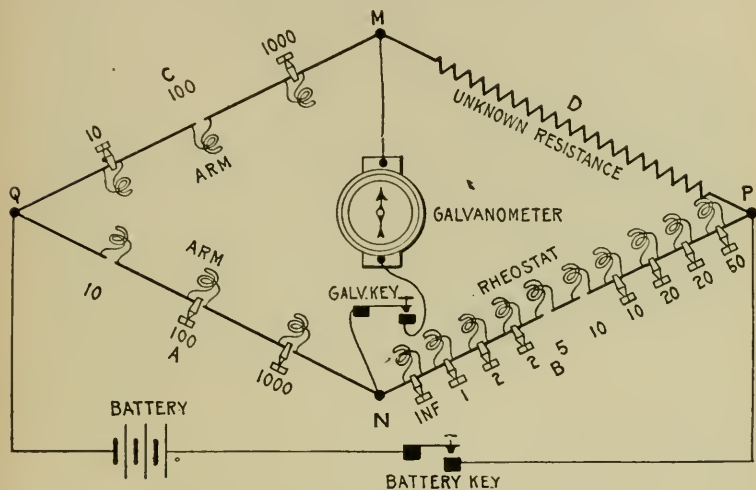 M
1000
C
100
D
UNKNOWN RESISTANCE
10
ARM
Q
P
GALVANOMETER
ARM
RHEOSTAT
10
GALV. KEY
50
20
20
10
10
5
B
2
2
1
INF
100
A
1000
N
BATTERY
BATTERY KEY